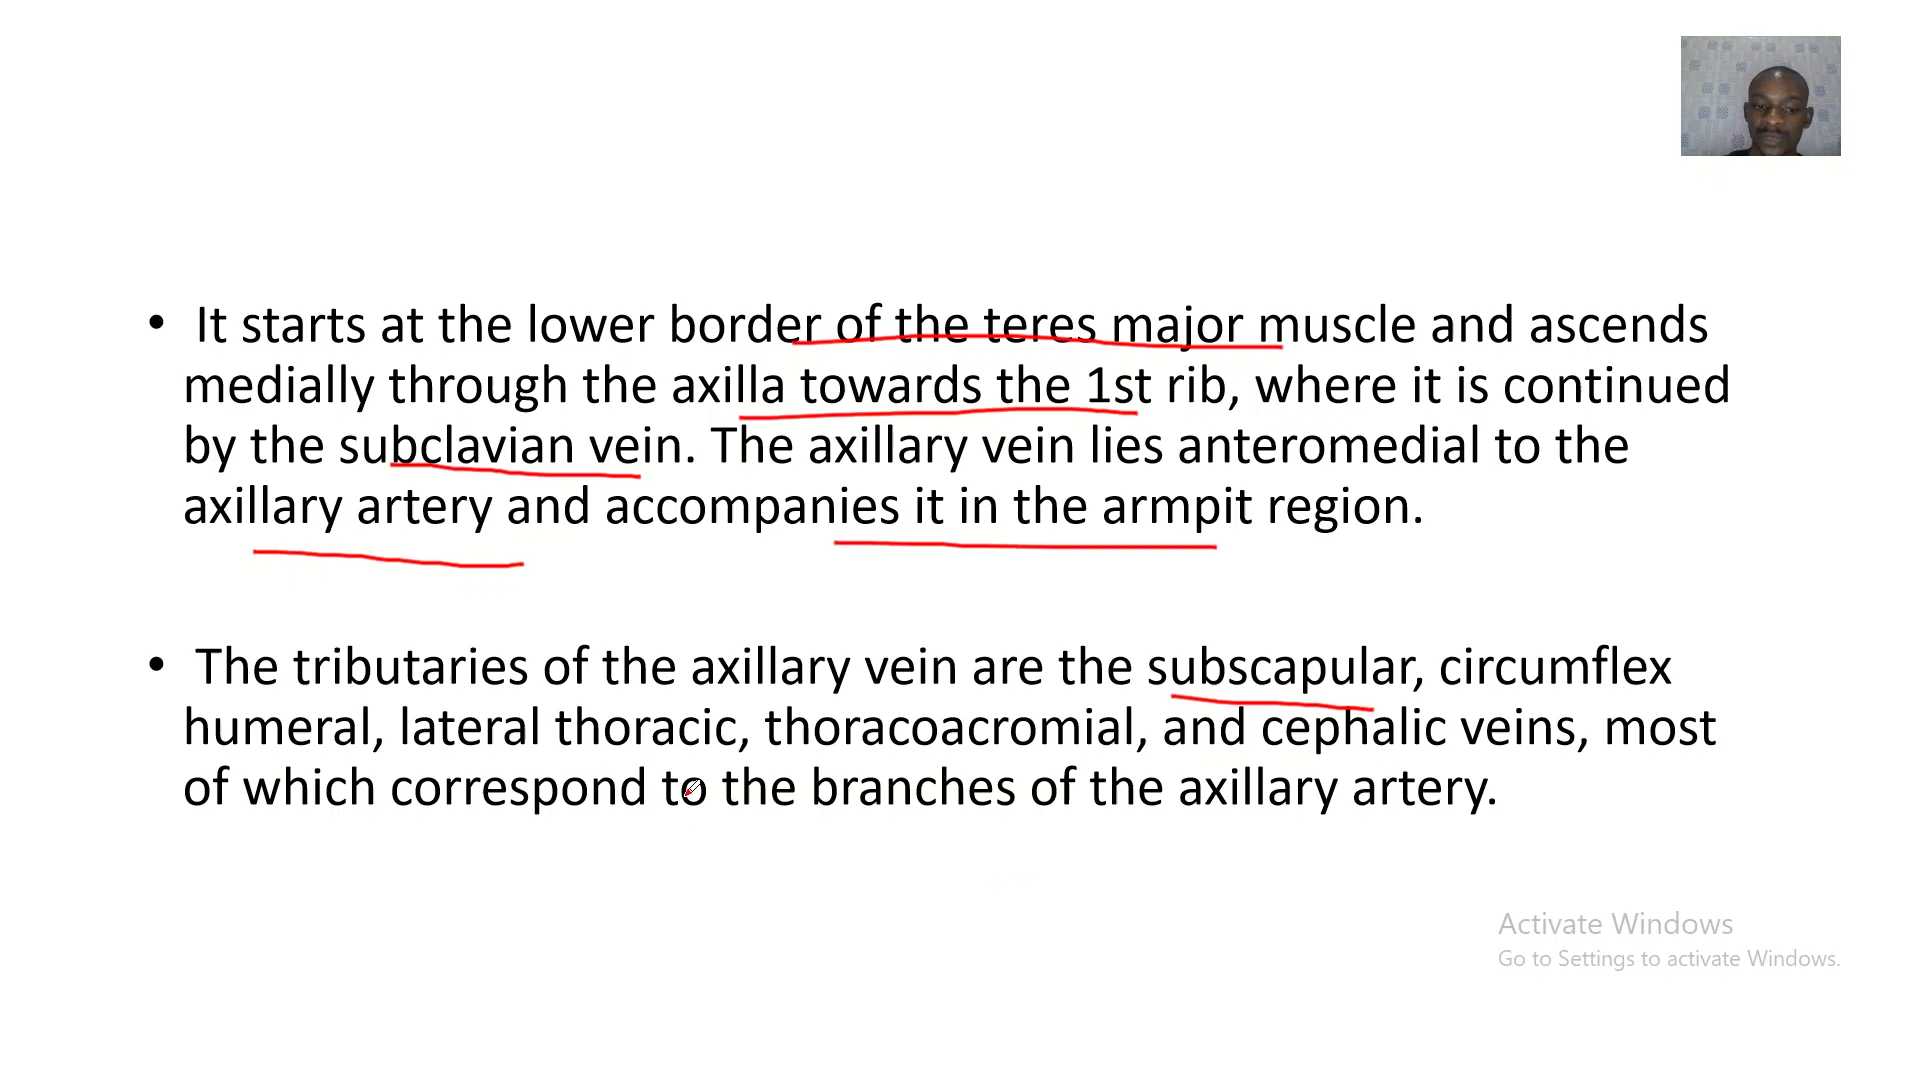 • It starts at the lower border of the teres major muscle and ascends
medially through the axilla towards the 1st rib, where it is continued
by the subclavian vein. The axillary vein lies anteromedial to the
axillary artery and accompanies it in the armpit region.
• The tributaries of the axillary vein are the subscapular, circumflex
humeral, lateral thoracic, thoracoacromial, and cephalic veins, most
of which correspond to the branches of the axillary artery.
Activate Windows
Go to Settings to activate Windows.